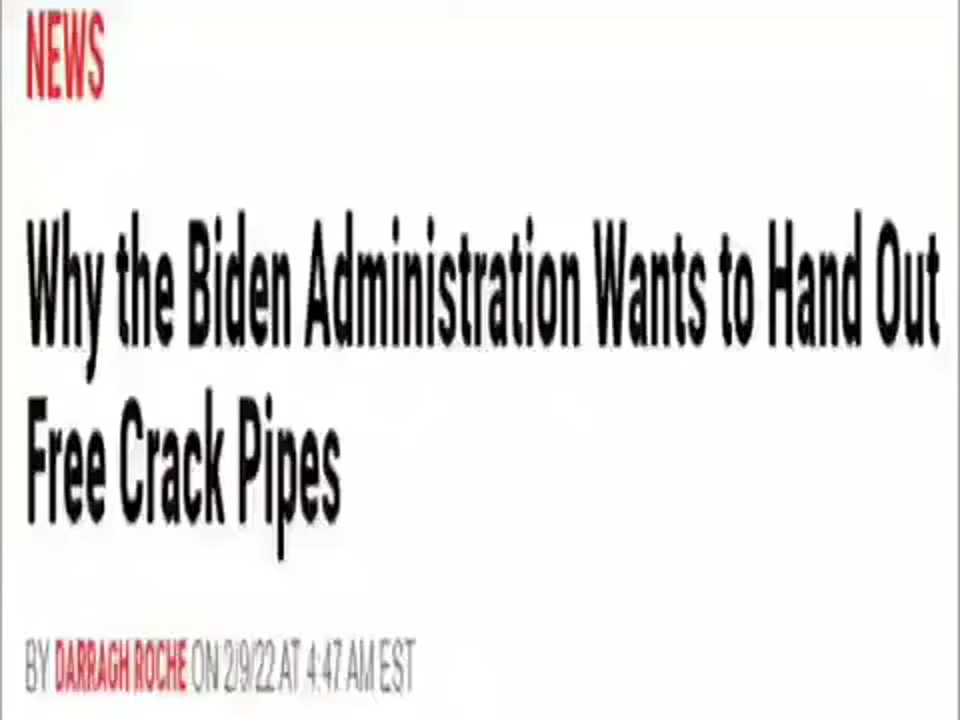 NEWS
Why the Biden Administration Wants to Hand Out
Free Crack Pipes
BY DARRAGH ROCHE ON 2/9/22 AT 4:47 AM EST